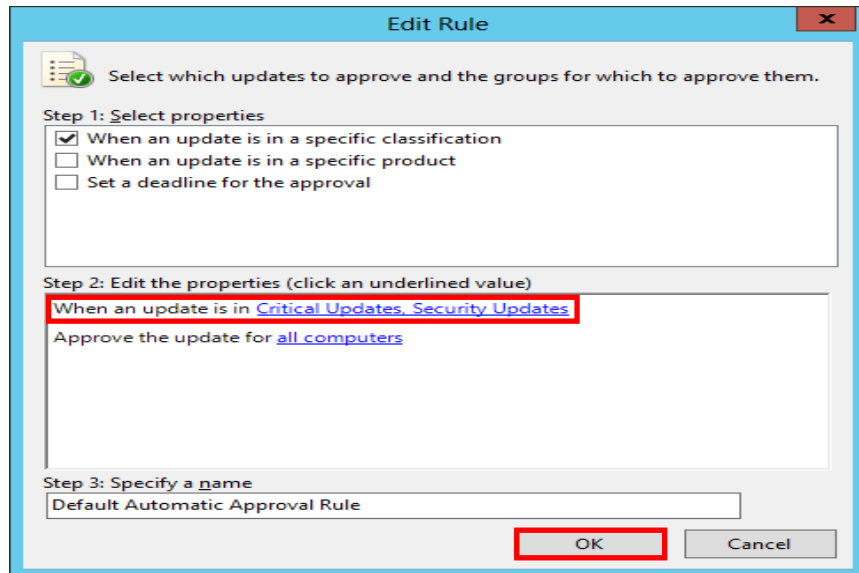 Edit Rule
x
Select which updates to approve and the groups for which to approve them.
Step 1: Select properties
When an update is in a specific classification
When an update is in a specific product
Set a deadline for the approval
Step 2: Edit the properties (click an underlined value)
When an update is in Critical Updates, Security Updates
Approve the update for all computers
Step 3: Specify a name
Default Automatic Approval Rule
OK Cancel